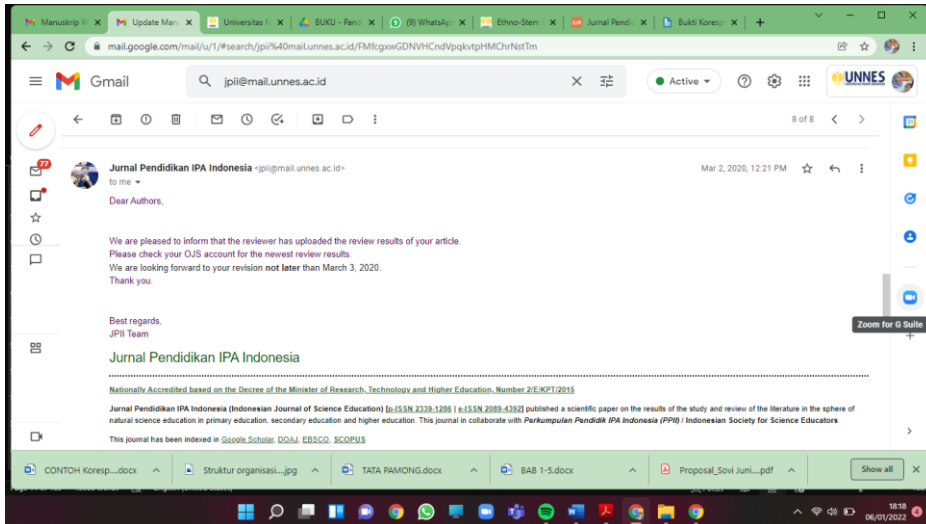 Manuskrip W
Update Manu
Universitas N
BUKU - Pand
(9) WhatsApp
Ethno-Stem
Jurnal Pendid
Bukti Koresp
mail.google.com/mail/u/1/#search/jpii%40mail.unnes.ac.id/FMfcgxwGDNVHCndVpqkvtpHMChrNstTm
Gmail
jpii@mail.unnes.ac.id
Active
UNNES
8 of 8
77
Jurnal Pendidikan IPA Indonesia <jpii@mail.unnes.ac.id>
Mar 2, 2020, 12:21 PM
to me
Dear Authors,
We are pleased to inform that the reviewer has uploaded the review results of your article.
Please check your OJS account for the newest review results.
We are looking forward to your revision not later than March 3, 2020.
Thank you.
Best regards,
JPII Team
Zoom for G Suite
Jurnal Pendidikan IPA Indonesia
Nationally Accredited based on the Decree of the Minister of Research, Technology and Higher Education, Number 2/E/KPT/2015
Jurnal Pendidikan IPA Indonesia (Indonesian Journal of Science Education) [p-ISSN 2339-1286 | e-ISSN 2089-4392] published a scientific paper on the results of the study and review of the literature in the sphere of
natural science education in primary education, secondary education and higher education. This journal in collaborate with Perkumpulan Pendidik IPA Indonesia (PPII) / Indonesian Society for Science Educators
This journal has been indexed in Google Scholar, DOAJ, EBSCO, SCOPUS
CONTOH Koresp....docx
Struktur organisasi....jpg
TATA PAMONG.docx
BAB 1-5.docx
Proposal_Sovi Juni....pdf
Show all
18:18
06/01/2022
4